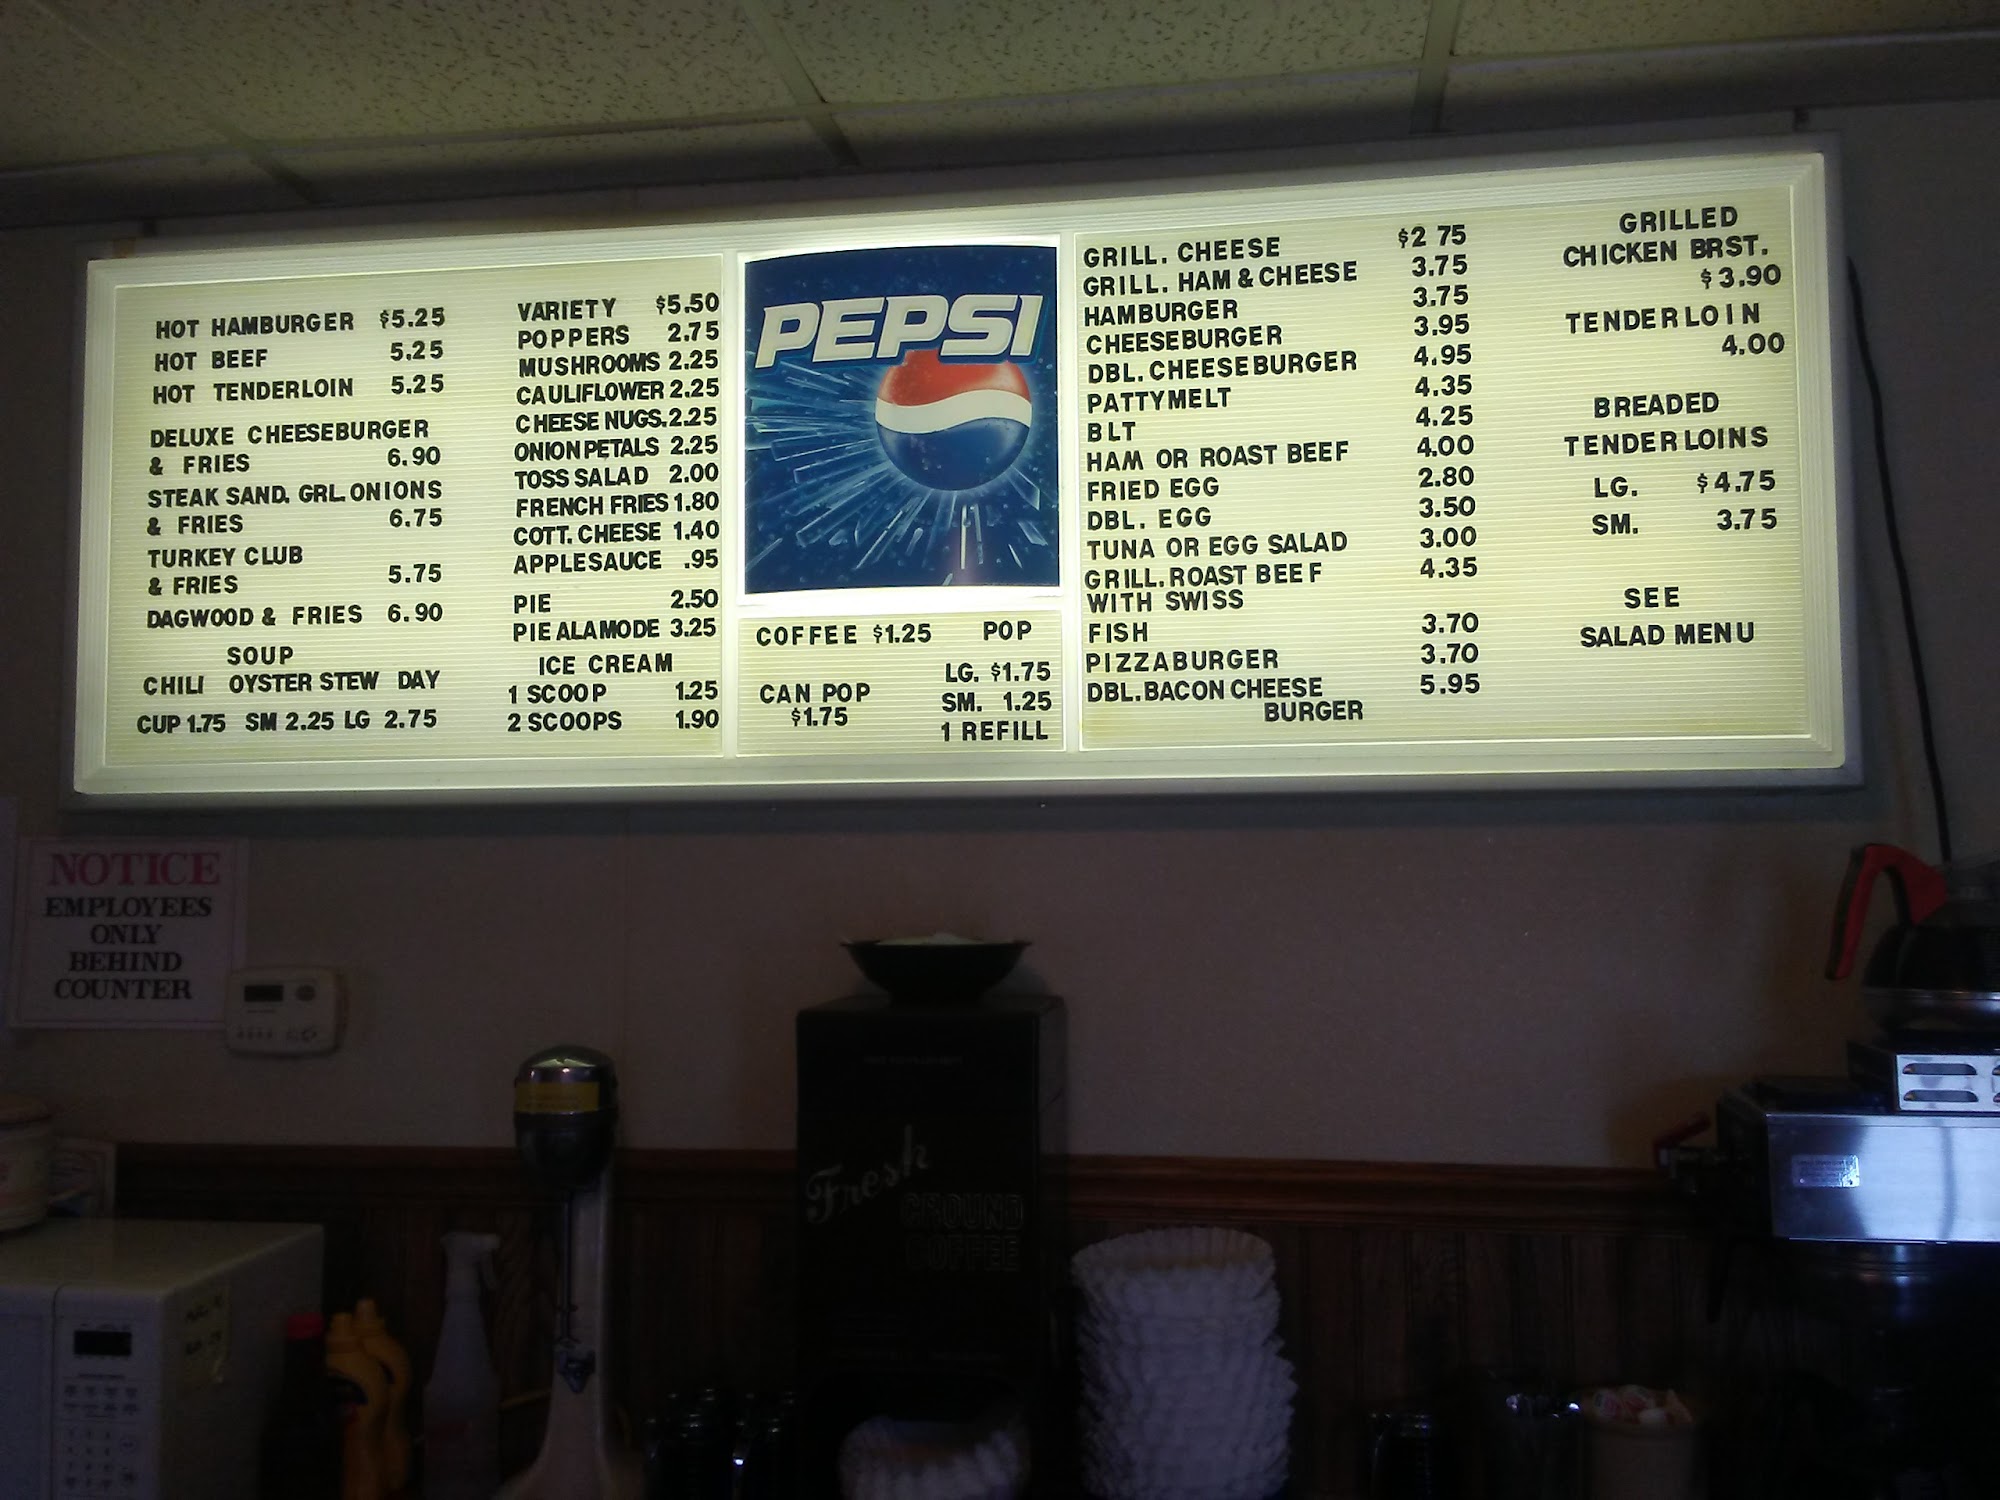 HOT HAMBURGER $5.25
HOT BEEF 5.25
HOT TENDERLOIN 5.25
DELUXE CHEESEBURGER
& FRIES 6.90
STEAK SAND. GRL. ONIONS
& FRIES 6.75
TURKEY CLUB
& FRIES 5.75
DAGWOOD & FRIES 6.90
SOUP
CHILI OYSTER STEW DAY
CUP 1.75 SM 2.25 LG 2.75
VARIETY $5.50
POPPERS 2.75
MUSHROOMS 2.25
CAULIFLOWER 2.25
CHEESE NUGS. 2.25
ONION PETALS 2.25
TOSS SALAD 2.00
FRENCH FRIES 1.80
COTT. CHEESE 1.40
APPLESAUCE .95
PIE 2.50
PIE ALAMODE 3.25
ICE CREAM
1 SCOOP 1.25
2 SCOOPS 1.90
PEPSI
COFFEE $1.25
CAN POP
$1.75
POP
LG. $1.75
SM. 1.25
1 REFILL
GRILL. CHEESE $2 75
GRILL. HAM & CHEESE 3.75
HAMBURGER 3.75
CHEESEBURGER 3.95
DBL. CHEESEBURGER 4.95
PATTYMELT 4.35
BLT 4.25
HAM OR ROAST BEEF 4.00
FRIED EGG 2.80
DBL. EGG 3.50
TUNA OR EGG SALAD 3.00
GRILL. ROAST BEEF 4.35
WITH SWISS
FISH 3.70
PIZZABURGER 3.70
DBL. BACON CHEESE 5.95
BURGER
GRILLED
CHICKEN BRST.
$3.90
TENDERLOIN
4.00
BREADED
TENDERLOINS
LG. $4.75
SM. 3.75
SEE
SALAD MENU
NOTICE
EMPLOYEES
ONLY
BEHIND
COUNTER
Fresh
GROUND
COFFEE